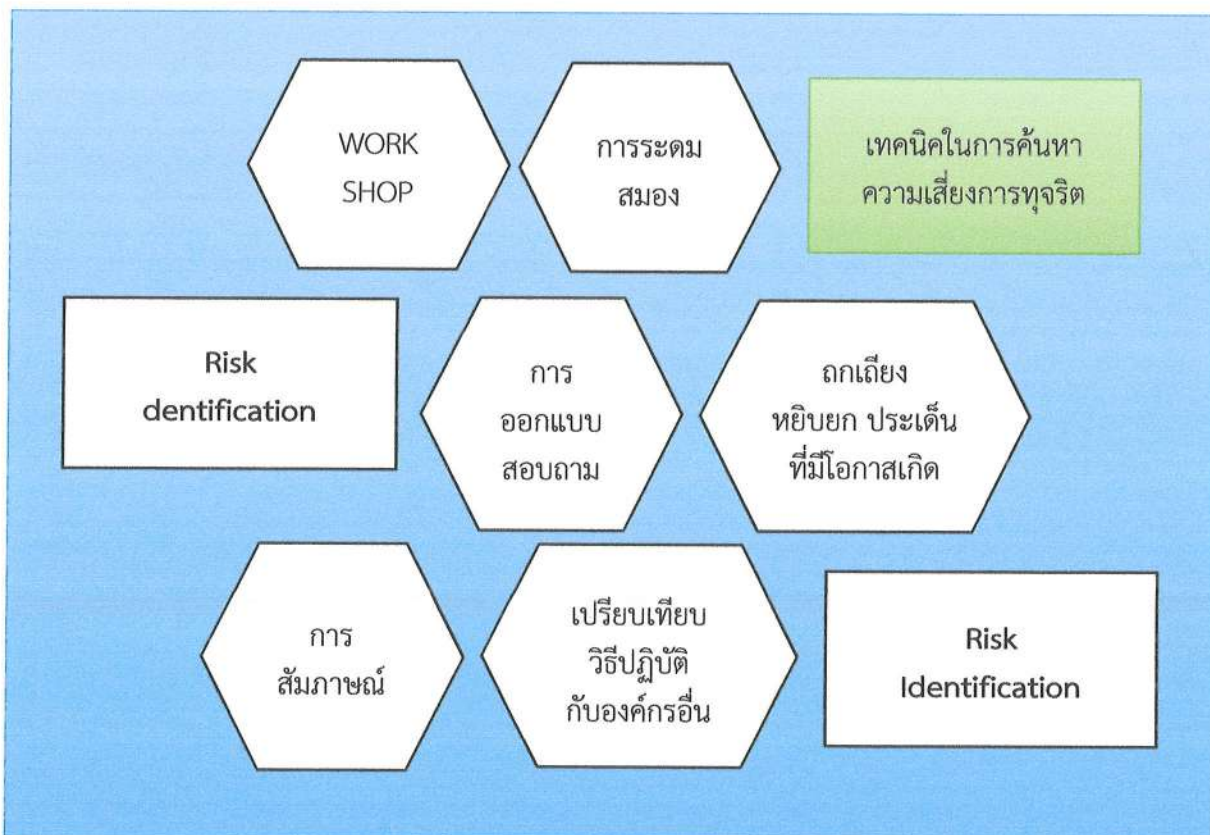 WORK
SHOP
การระดม
สมอง
เทคนิคในการค้นหา
ความเสี่ยงการทุจริต
Risk
dentification
การ
ออกแบบ
สอบถาม
ถกเถียง
หยิบยก ประเด็น
ที่มีโอกาสเกิด
การ
สัมภาษณ์
เปรียบเทียบ
วิธีปฏิบัติ
กับองค์กรอื่น
Risk
Identification